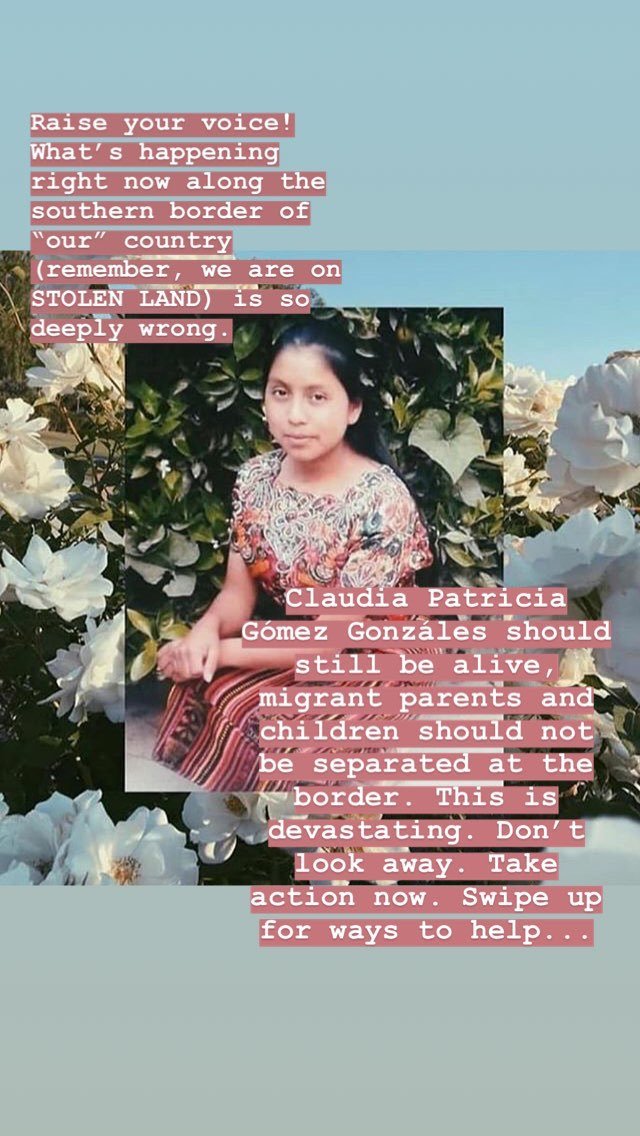 Raise your voice!
What’s happening
right now along the
southern border of
“our” country
(remember, we are on
STOLEN LAND) is so
deeply wrong.
Claudia Patricia
Gómez Gonzáles should
still be alive,
migrant parents and
children should not
be separated at the
border. This is
devastating. Don’t
look away. Take
action now. Swipe up
for ways to help...